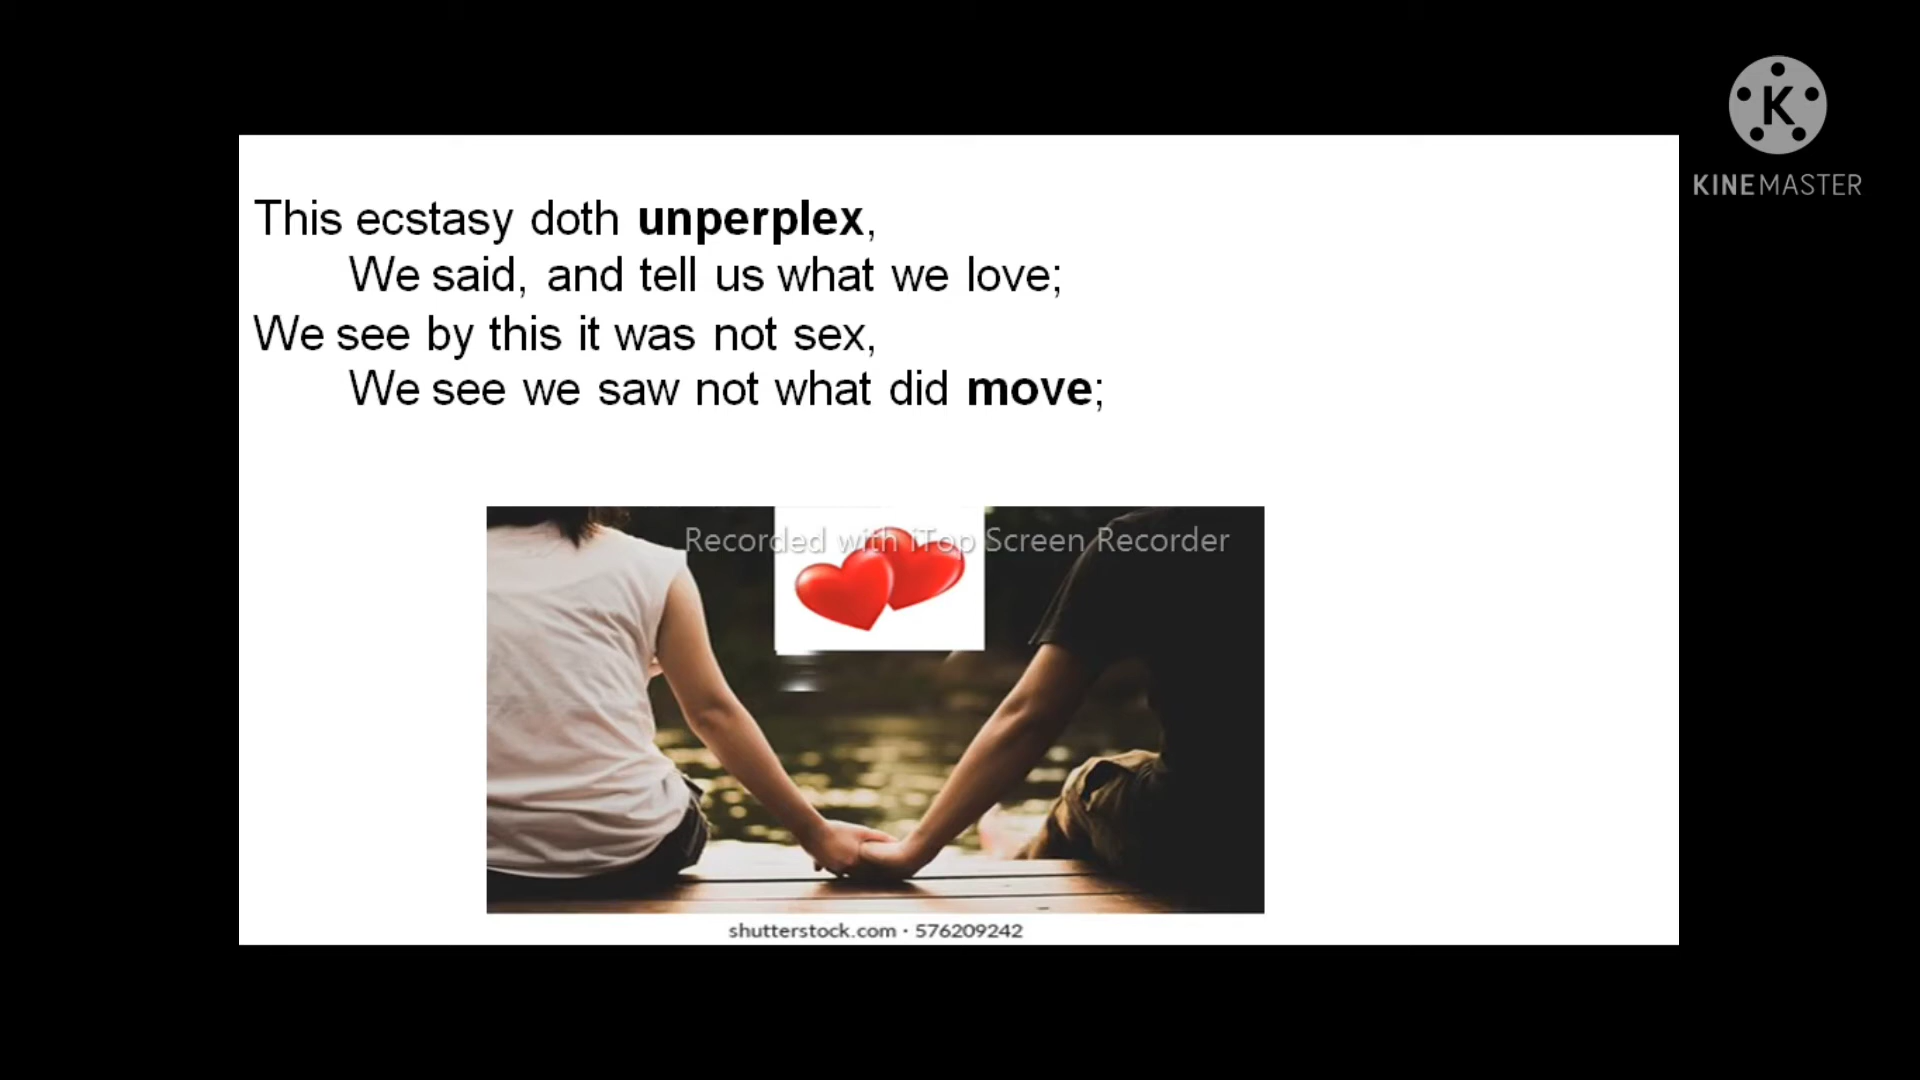 K
KINEMASTER
This ecstasy doth unperplex,
We said, and tell us what we love;
We see by this it was not sex,
We see we saw not what did move;
Recorded with iTop Screen Recorder
shutterstock.com · 576209242